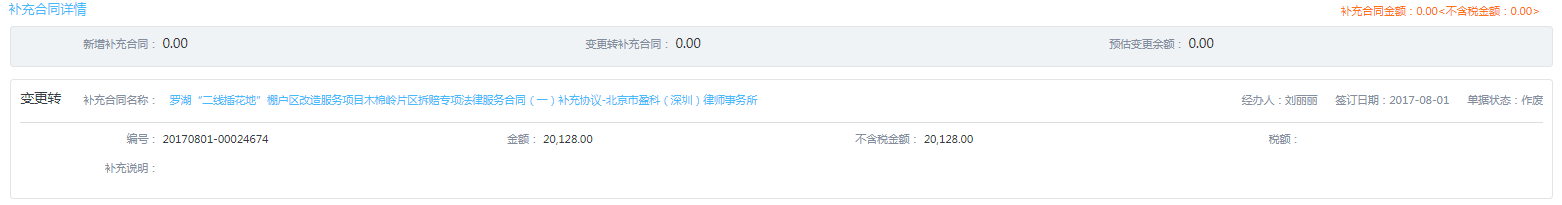 补充合同详情 补充合同金额：0.00<不含税金额：0.00>
新增补充合同： 0.00 变更转补充合同： 0.00 预估变更余额： 0.00
变更转 补充合同名称： 罗湖“二线插花地”棚户区改造服务项目木棉岭片区拆赔专项法律服务合同（一）补充协议-北京市盈科（深圳）律师事务所 经办人：刘丽丽 签订日期：2017-08-01 单据状态：作废
编号： 20170801-00024674 金额： 20,128.00 不含税金额： 20,128.00 税额：
补充说明：